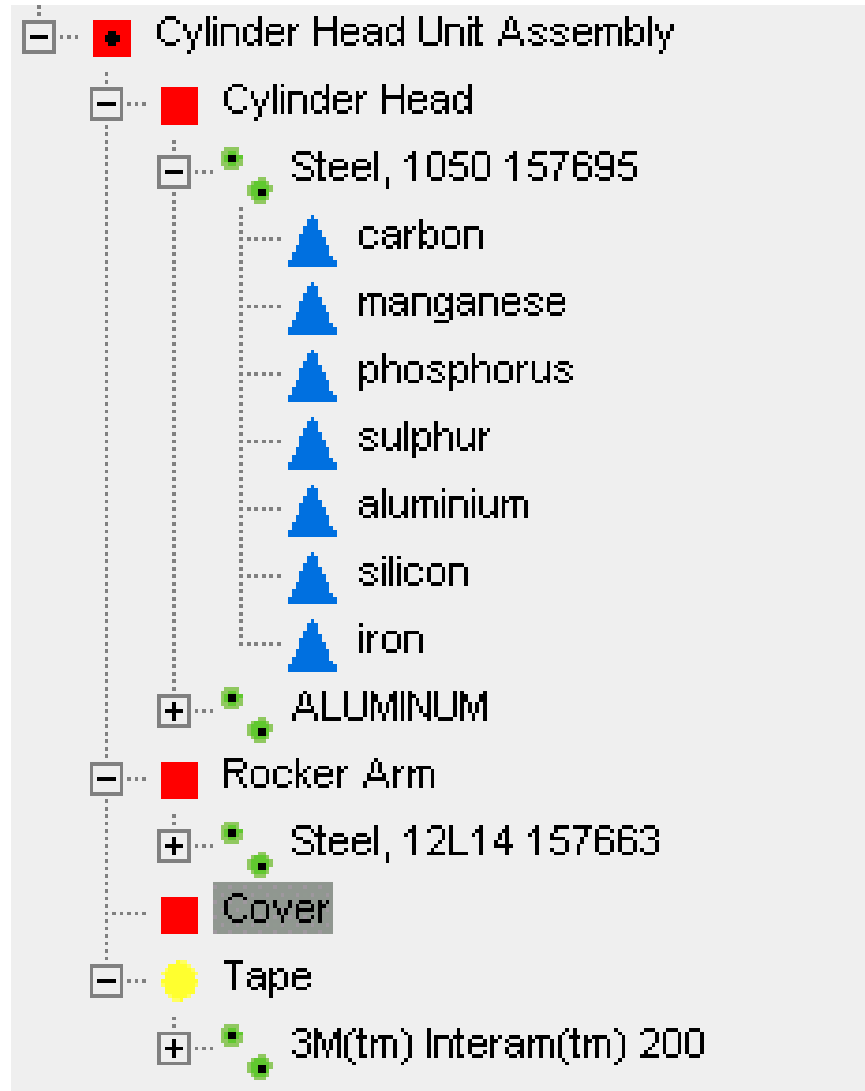 Cylinder Head Unit Assembly
Cylinder Head
Steel, 1050 157695
carbon
manganese
phosphorus
sulphur
aluminium
silicon
iron
ALUMINUM
Rocker Arm
Steel, 12L14 157663
Cover
Tape
3M(tm) Interam(tm) 200